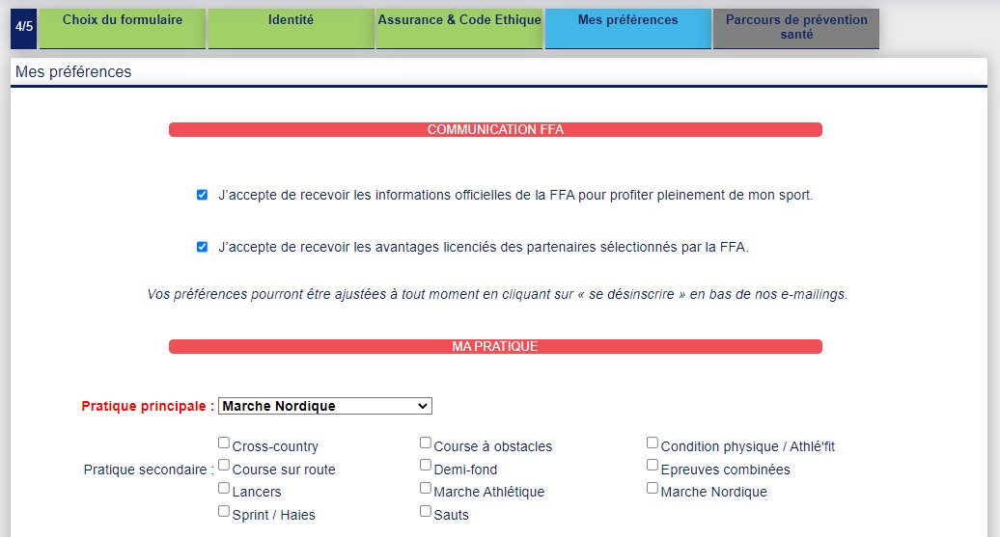 4/5
Choix du formulaire
Identité
Assurance & Code Ethique
Mes préférences
Parcours de prévention
santé
Mes préférences
COMMUNICATION FFA
J’accepte de recevoir les informations officielles de la FFA pour profiter pleinement de mon sport.
J’accepte de recevoir les avantages licenciés des partenaires sélectionnés par la FFA.
Vos préférences pourront être ajustées à tout moment en cliquant sur « se désinscrire » en bas de nos e-mailings.
MA PRATIQUE
Pratique principale : Marche Nordique
Cross-country Course à obstacles Condition physique / Athlé'fit
Pratique secondaire : Course sur route Demi-fond Epreuves combinées
Lancers Marche Athlétique Marche Nordique
Sprint / Haies Sauts